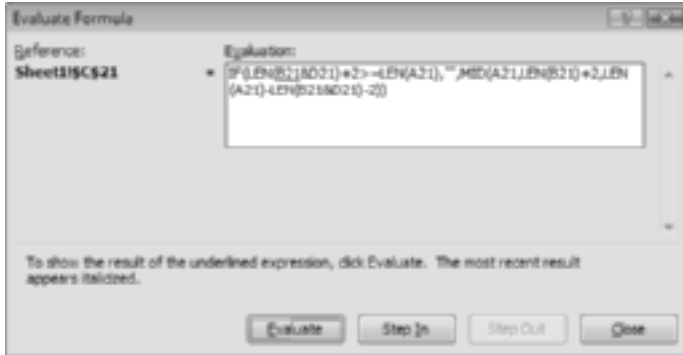 Evaluate Formula
Reference:
Evaluation:
Sheet1!$C$21
= IF(LEN(B21&D21)+2>=LEN(A21),"",MID(A21,LEN(B21)+2,LEN
(A21)-LEN(B21&D21)-2))
To show the result of the underlined expression, click Evaluate. The most recent result
appears italicized.
Evaluate
Step In
Step Out
Close